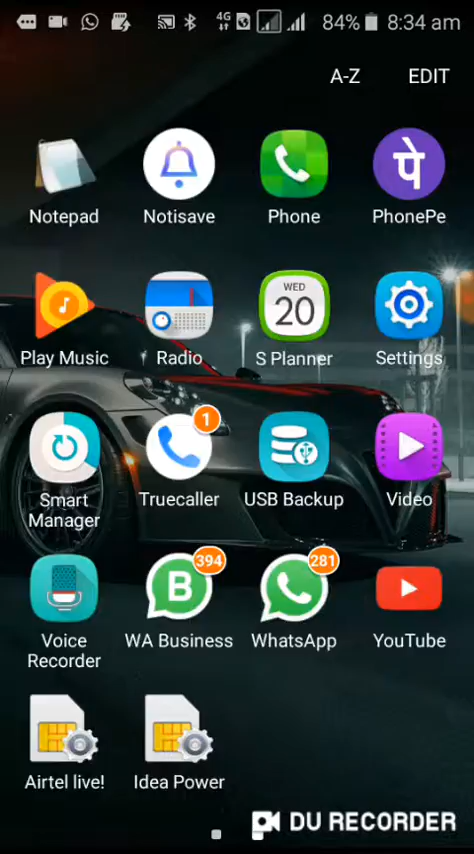 4G 84% 8:34 am
A-Z EDIT
पे
Notepad Notisave Phone PhonePe
WED
20
Play Music Radio S Planner Settings
1
Smart Manager Truecaller USB Backup Video
394 281
B
Voice Recorder WA Business WhatsApp YouTube
Airtel live! Idea Power
DU RECORDER